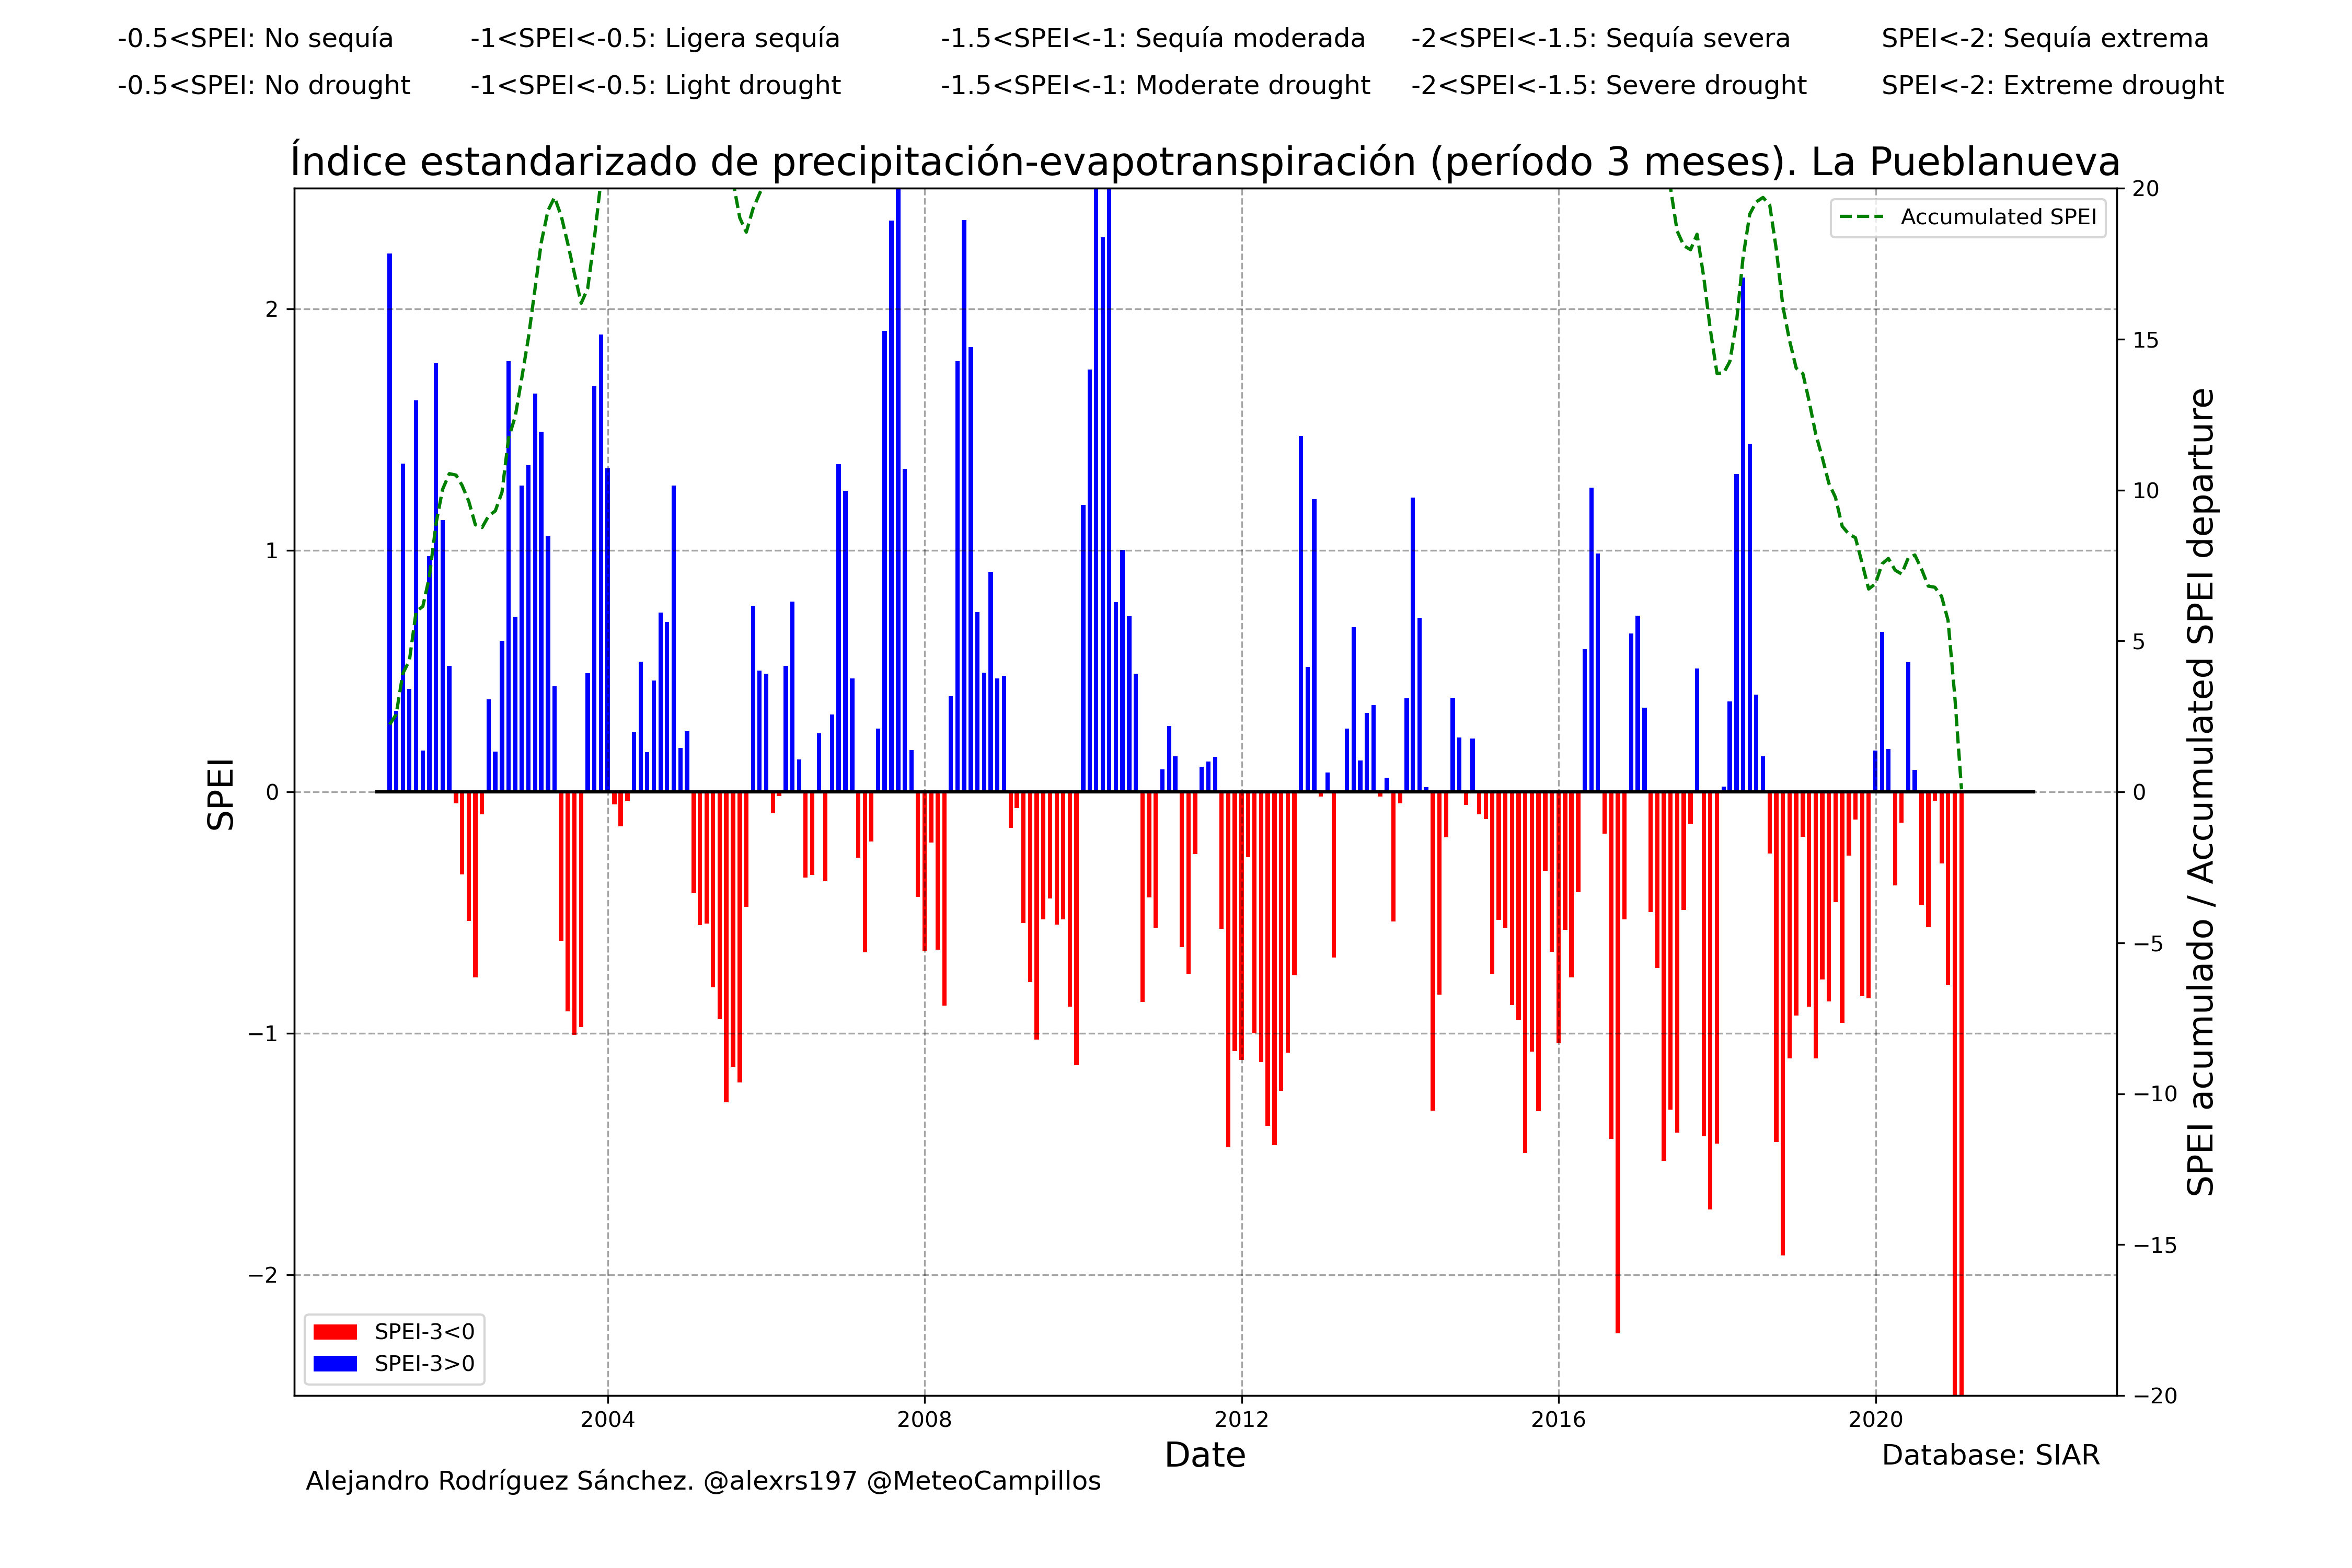 -0.5<SPEI: No sequía -1<SPEI<-0.5: Ligera sequía -1.5<SPEI<-1: Sequía moderada -2<SPEI<-1.5: Sequía severa SPEI<-2: Sequía extrema
-0.5<SPEI: No drought -1<SPEI<-0.5: Light drought -1.5<SPEI<-1: Moderate drought -2<SPEI<-1.5: Severe drought SPEI<-2: Extreme drought
Índice estandarizado de precipitación-evapotranspiración (período 3 meses). La Pueblanueva
Accumulated SPEI
SPEI
2
1
0
−1
−2
20
15
10
5
0
−5
−10
−15
−20
SPEI acumulado / Accumulated SPEI departure
SPEI-3<0
SPEI-3>0
2004 2008 2012 2016 2020
Date
Database: SIAR
Alejandro Rodríguez Sánchez. @alexrs197 @MeteoCampillos